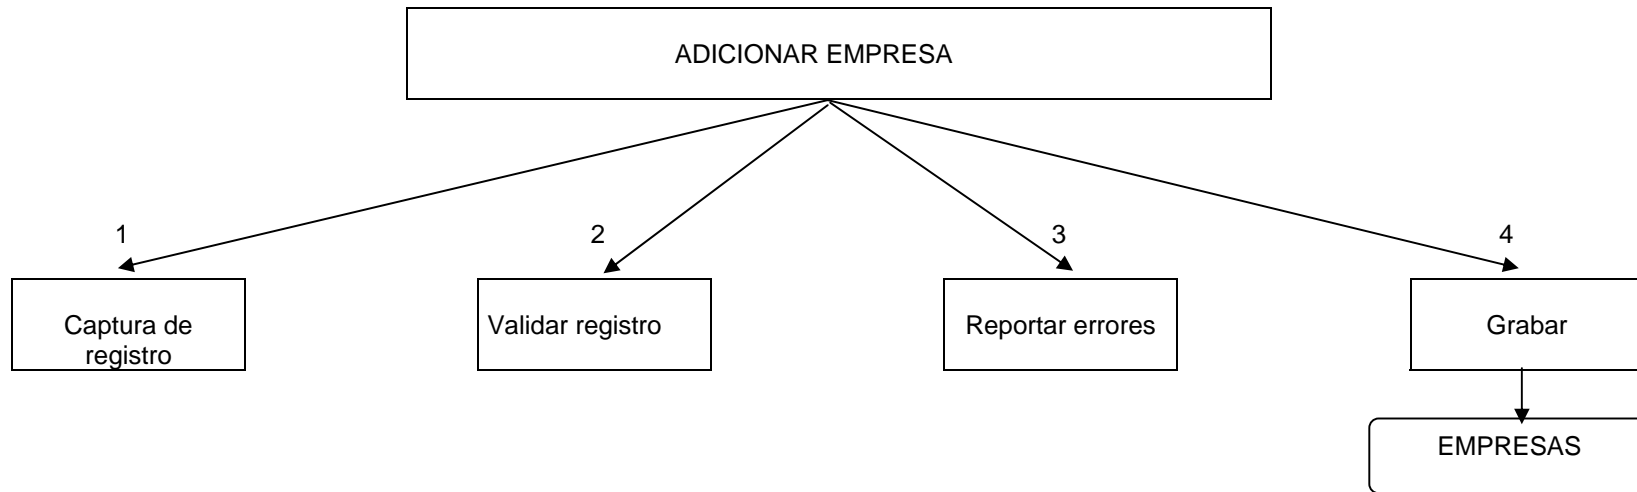 ADICIONAR EMPRESA
1
2
3
4
Captura de
registro
Validar registro
Reportar errores
Grabar
EMPRESAS